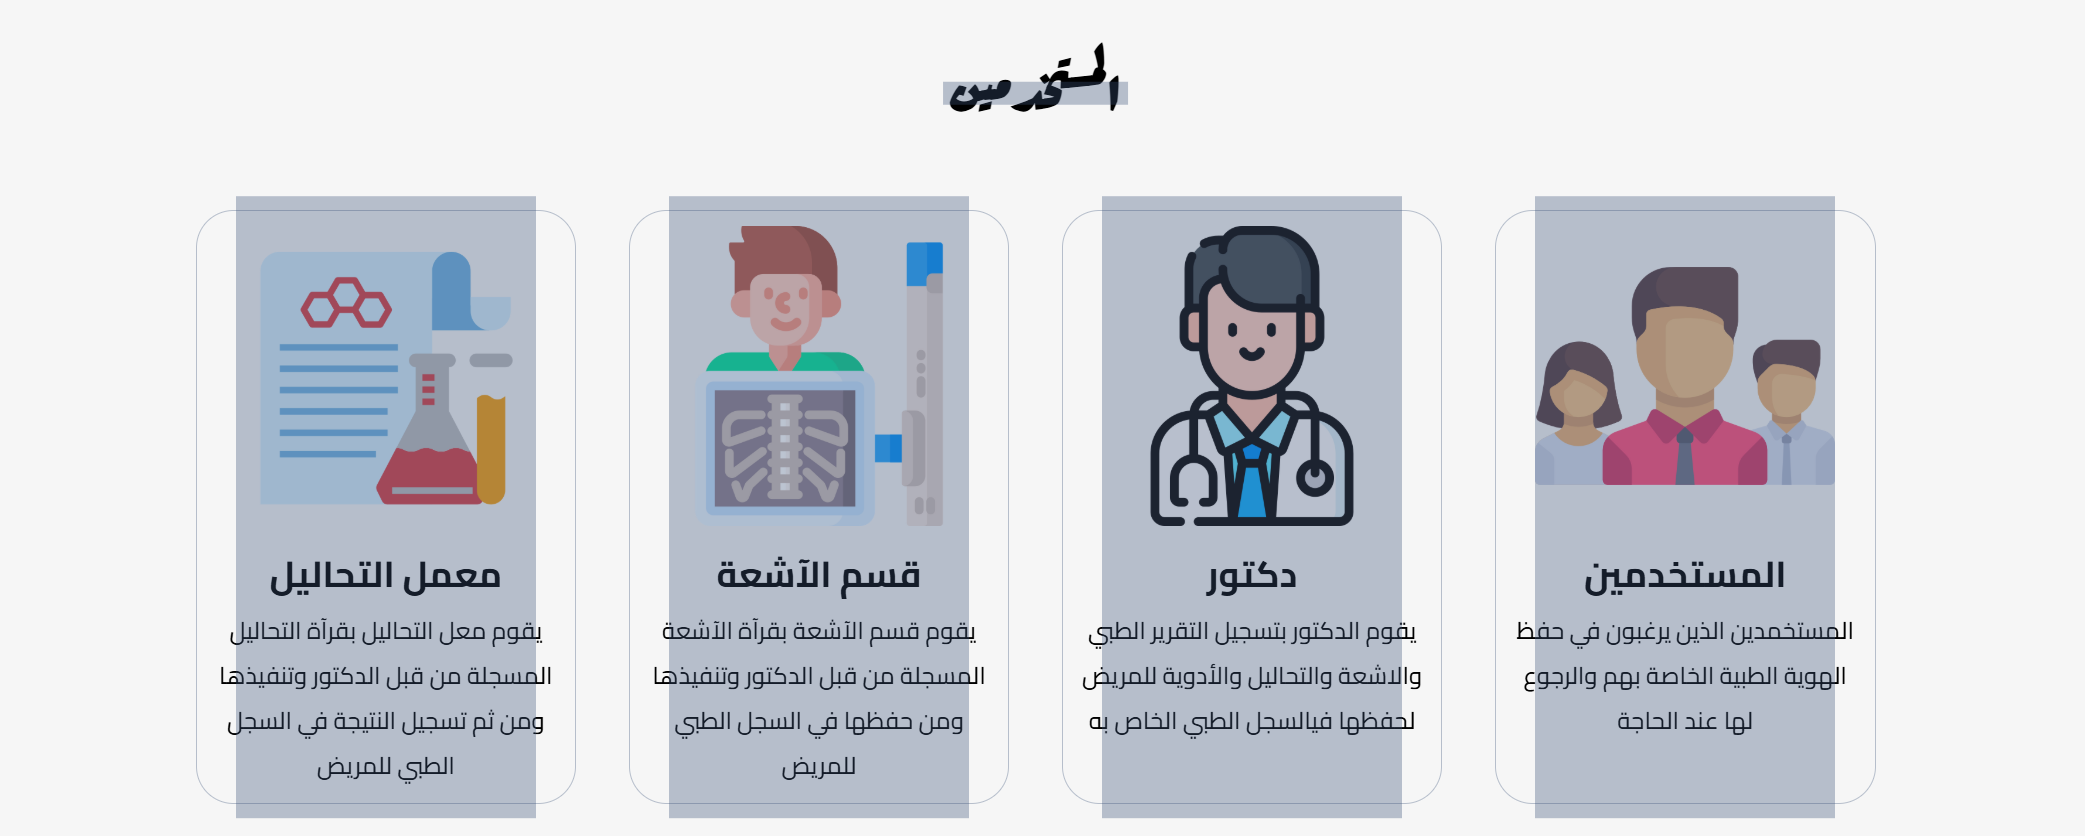 المستخدمين
المستخدمين
المستخمدين الذين يرغبون في حفظ
الهوية الطبية الخاصة بهم والرجوع
لها عند الحاجة
دكتور
يقوم الدكتور بتسجيل التقرير الطبي
والاشعة والتحاليل والأدوية للمريض
لحفظها فيالسجل الطبي الخاص به
قسم الآشعة
يقوم قسم الآشعة بقرآة الآشعة
المسجلة من قبل الدكتور وتنفيذها
ومن حفظها في السجل الطبي
للمريض
معمل التحاليل
يقوم معل التحاليل بقرآة التحاليل
المسجلة من قبل الدكتور وتنفيذها
ومن ثم تسجيل النتيجة في السجل
الطبي للمريض